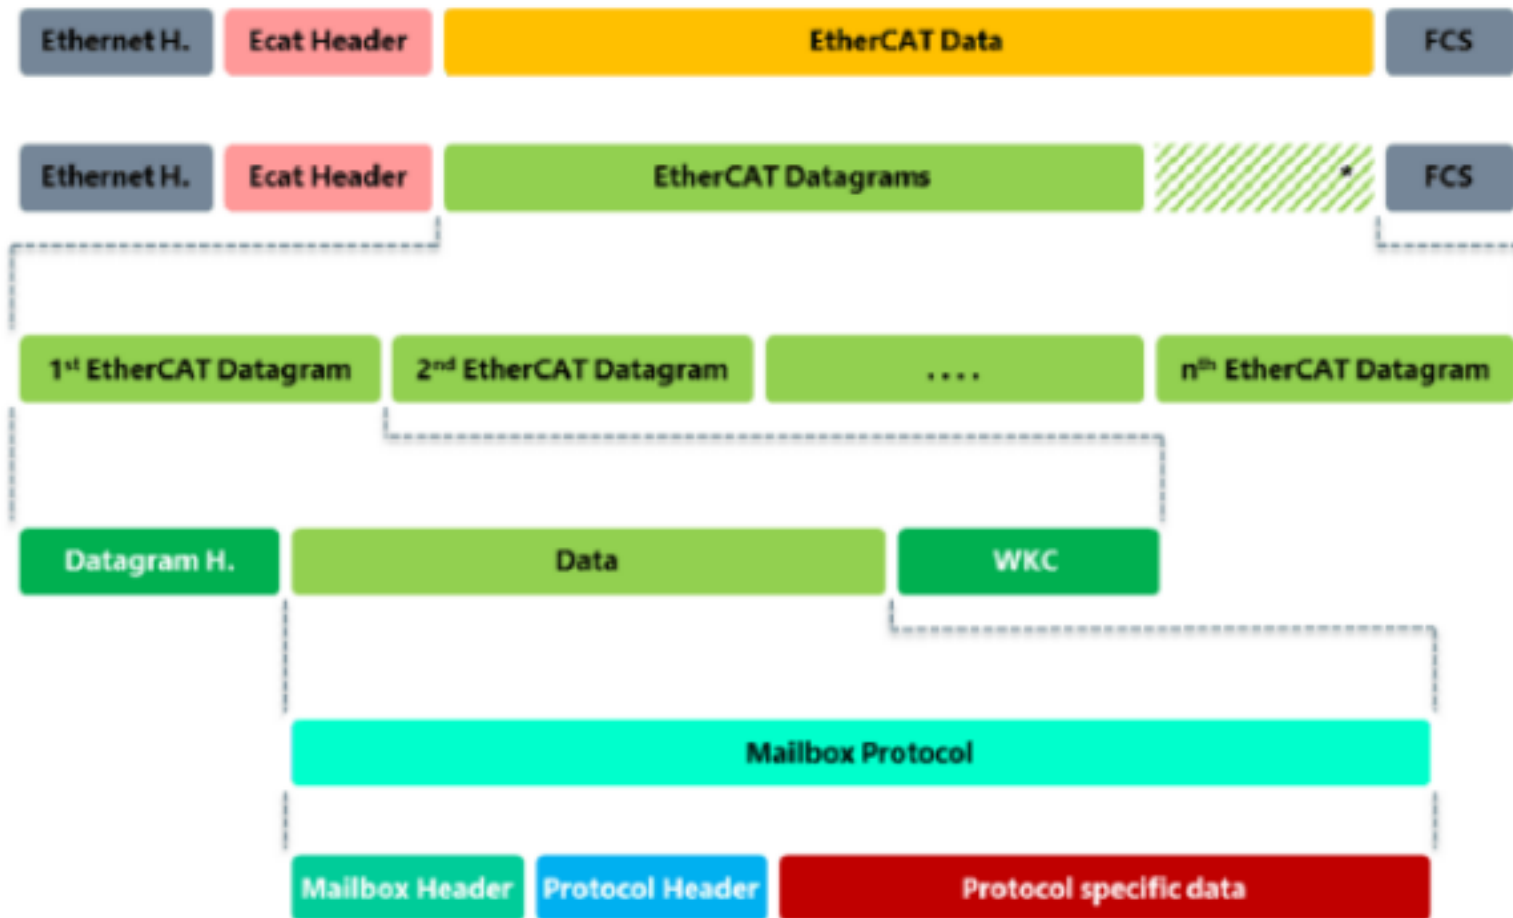 Ethernet H. Ecat Header EtherCAT Data FCS
Ethernet H. Ecat Header EtherCAT Datagrams * FCS
1st EtherCAT Datagram 2nd EtherCAT Datagram .... nth EtherCAT Datagram
Datagram H. Data WKC
Mailbox Protocol
Mailbox Header Protocol Header Protocol specific data